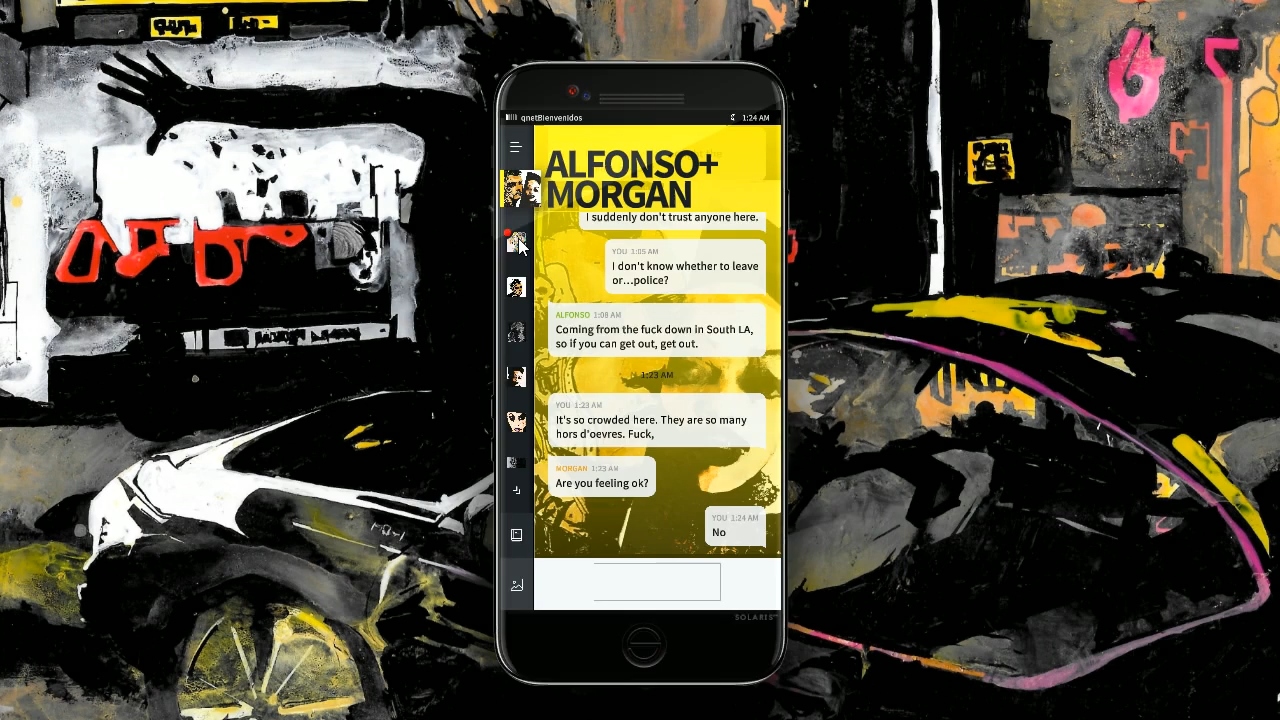 qnetBienvenidos
1:24 AM
ALFONSO+
MORGAN
I suddenly don't trust anyone here.
YOU 1:05 AM
I don't know whether to leave
or...police?
ALFONSO 1:08 AM
Coming from the fuck down in South LA,
so if you can get out, get out.
1:23 AM
YOU 1:23 AM
It's so crowded here. They are so many
hors d'oevres. Fuck,
MORGAN 1:23 AM
Are you feeling ok?
YOU 1:24 AM
No
SOLARIS
6